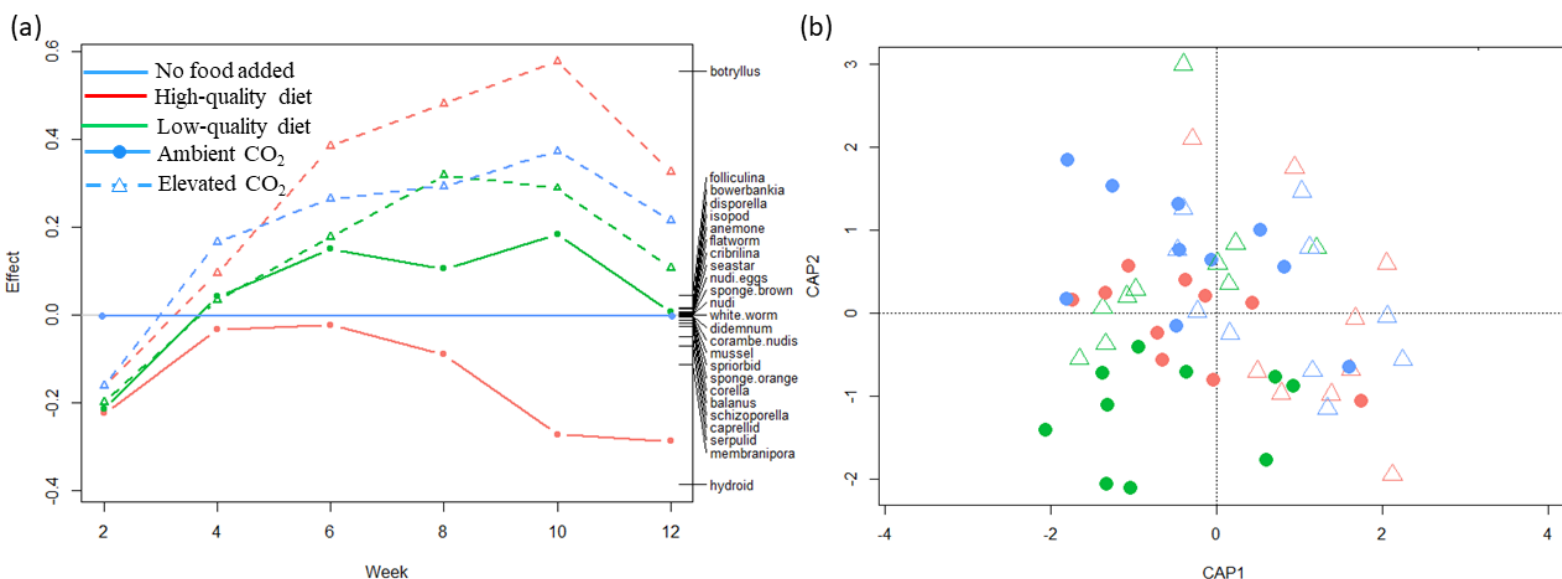 (a)
0.6
0.4
0.2
0.0
-0.2
-0.4
Effect
No food added
High-quality diet
Low-quality diet
Ambient CO2
Elevated CO2
2 4 6 8 10 12
Week
botryllus
folliculina
bowerbankia
disporella
isopod
anemone
flatworm
cribrilina
seastar
nudi.eggs
sponge.brown
nudi
white.worm
didemnum
corambe.nudis
mussel
spriorbid
sponge.orange
corella
balanus
schizoporella
caprellid
serpulid
membranipora
hydroid
(b)
3
2
1
0
-1
-2
CAP2
-4 -2 0 2 4
CAP1